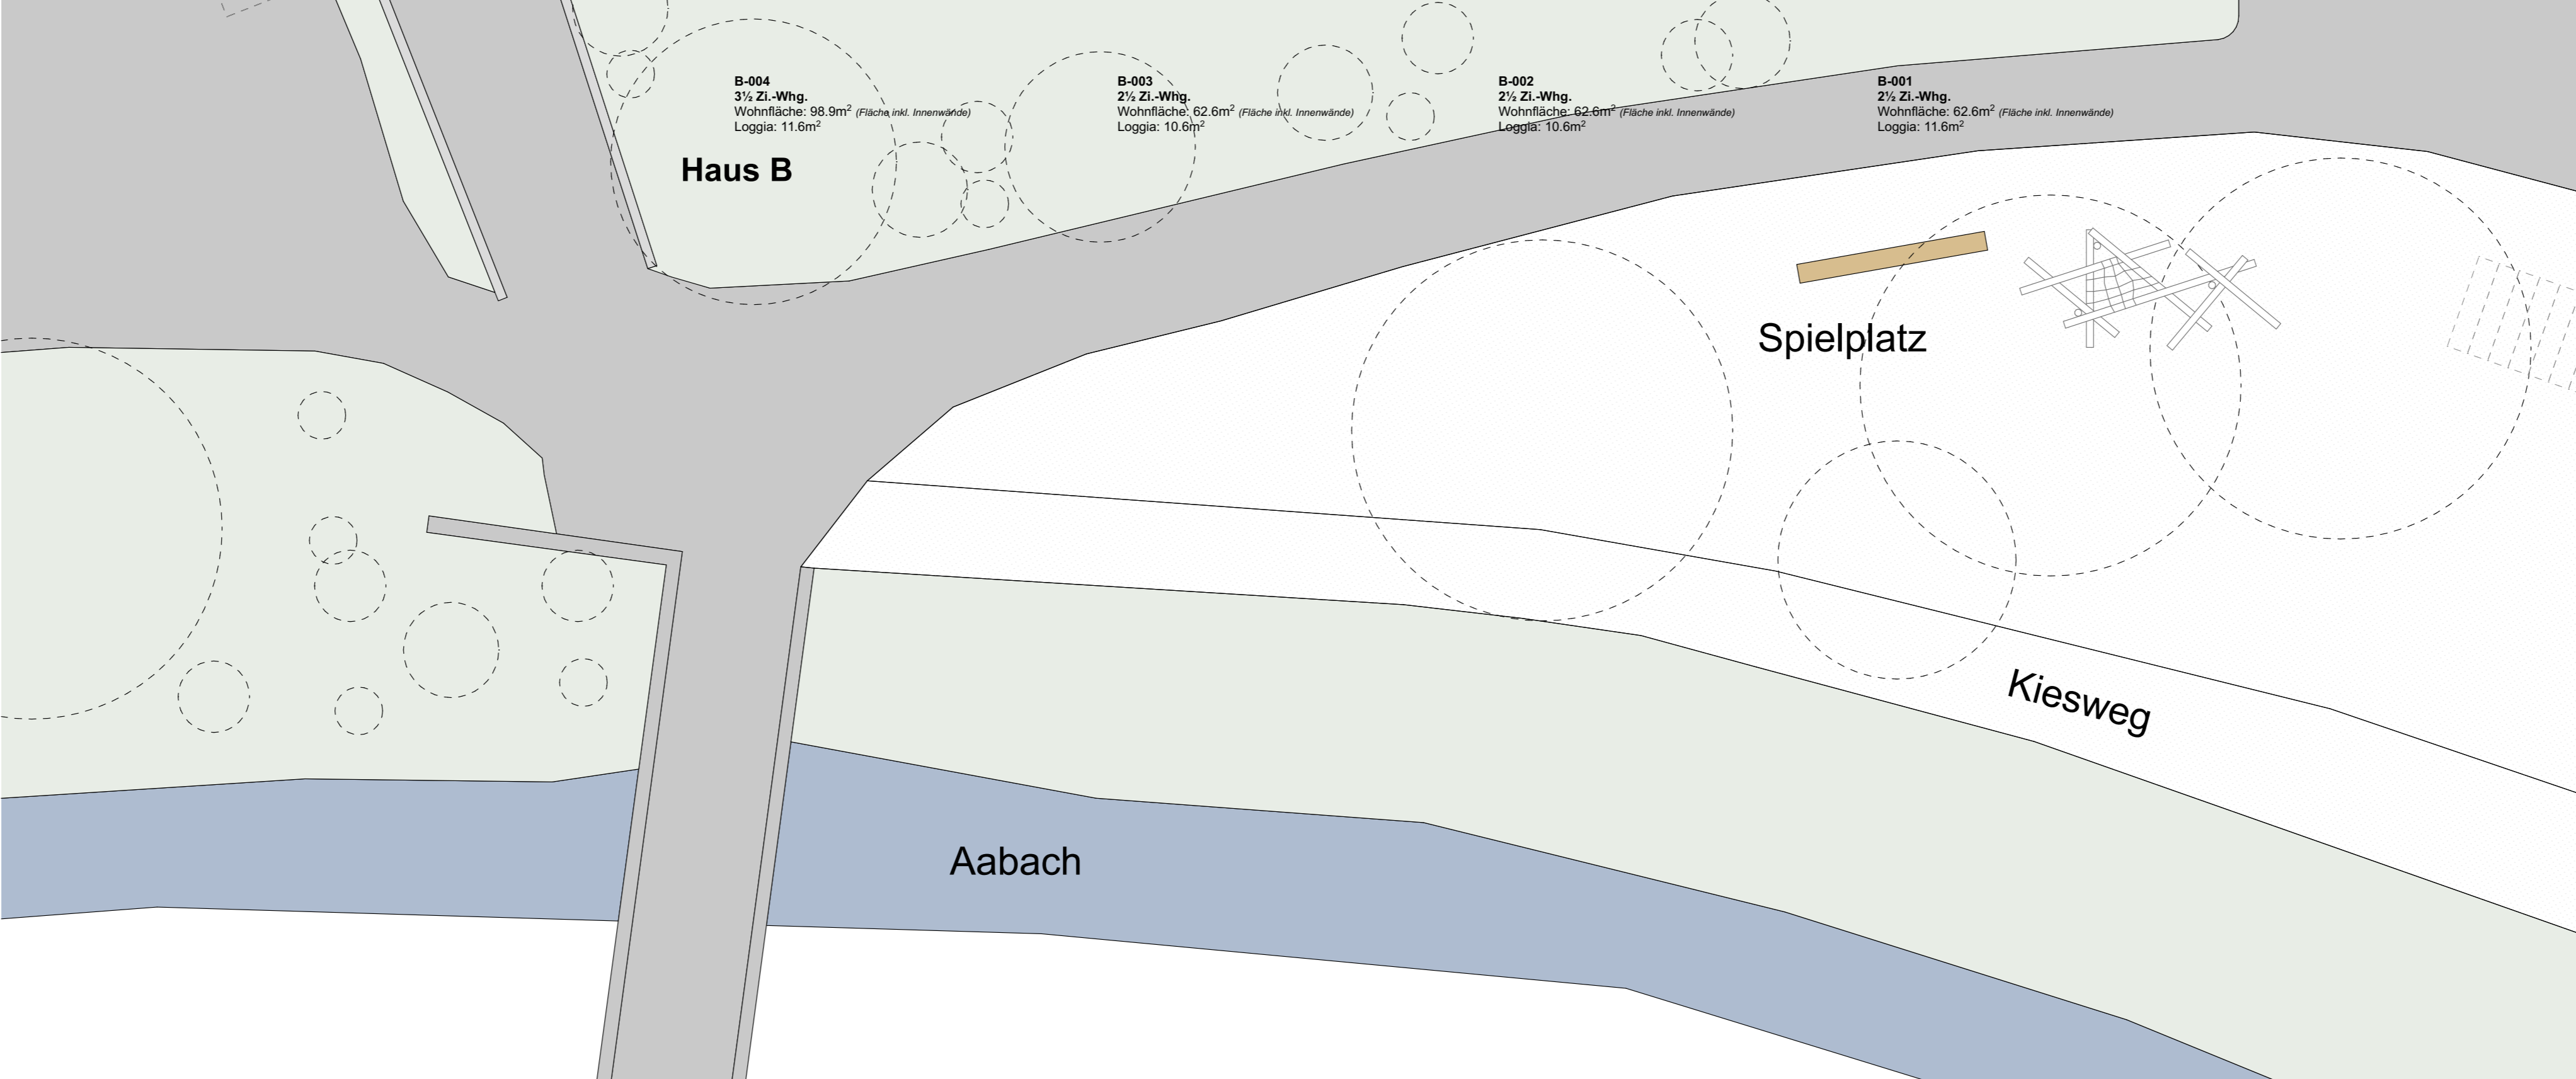 B-004
3½ Zi.-Whg.
Wohnfläche: 98.9m² (Fläche inkl. Innenwände)
Loggia: 11.6m²
B-003
2½ Zi.-Whg.
Wohnfläche: 62.6m² (Fläche inkl. Innenwände)
Loggia: 10.6m²
B-002
2½ Zi.-Whg.
Wohnfläche: 62.6m² (Fläche inkl. Innenwände)
Loggia: 10.6m²
B-001
2½ Zi.-Whg.
Wohnfläche: 62.6m² (Fläche inkl. Innenwände)
Loggia: 11.6m²
Haus B
Spielplatz
Kiesweg
Aabach